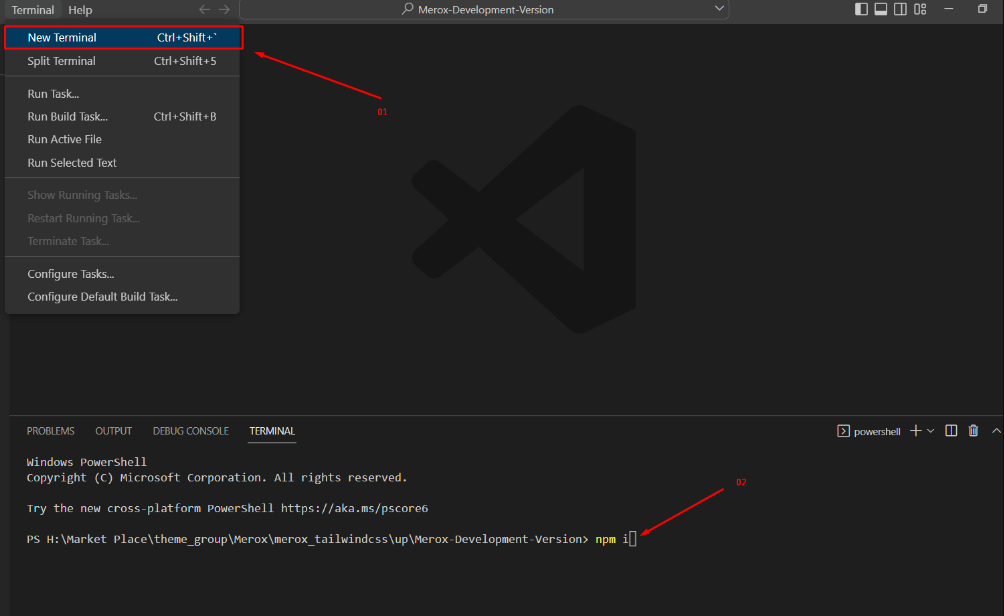 Terminal Help Merox-Development-Version
New Terminal Ctrl+Shift+`
Split Terminal Ctrl+Shift+5
01
Run Task...
Run Build Task... Ctrl+Shift+B
Run Active File
Run Selected Text
Show Running Tasks...
Restart Running Task...
Terminate Task...
Configure Tasks...
Configure Default Build Task...
PROBLEMS OUTPUT DEBUG CONSOLE TERMINAL powershell
Windows PowerShell
Copyright (C) Microsoft Corporation. All rights reserved.
02
Try the new cross-platform PowerShell https://aka.ms/pscore6
PS H:\Market Place\theme_group\Merox\merox_tailwindcss\up\Merox-Development-Version> npm i